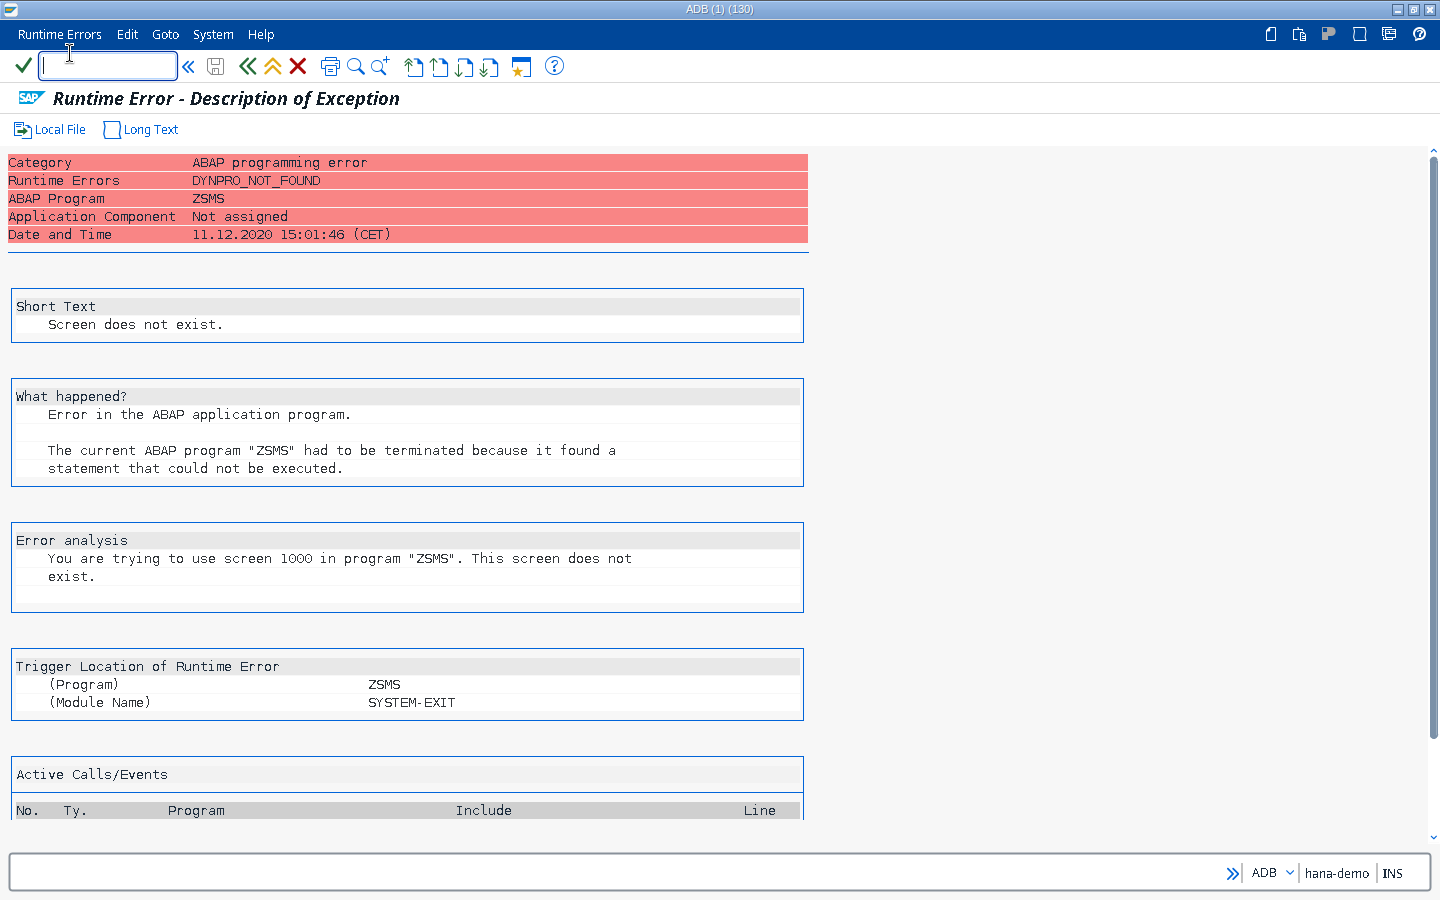 ADB (1) (130)
Runtime Errors Edit Goto System Help
SAP Runtime Error - Description of Exception
Local File Long Text
Category ABAP programming error
Runtime Errors DYNPRO_NOT_FOUND
ABAP Program ZSMS
Application Component Not assigned
Date and Time 11.12.2020 15:01:46 (CET)
Short Text
Screen does not exist.
What happened?
Error in the ABAP application program.
The current ABAP program "ZSMS" had to be terminated because it found a
statement that could not be executed.
Error analysis
You are trying to use screen 1000 in program "ZSMS". This screen does not
exist.
Trigger Location of Runtime Error
(Program) ZSMS
(Module Name) SYSTEM-EXIT
Active Calls/Events
No. Ty. Program Include Line
ADB hana-demo INS